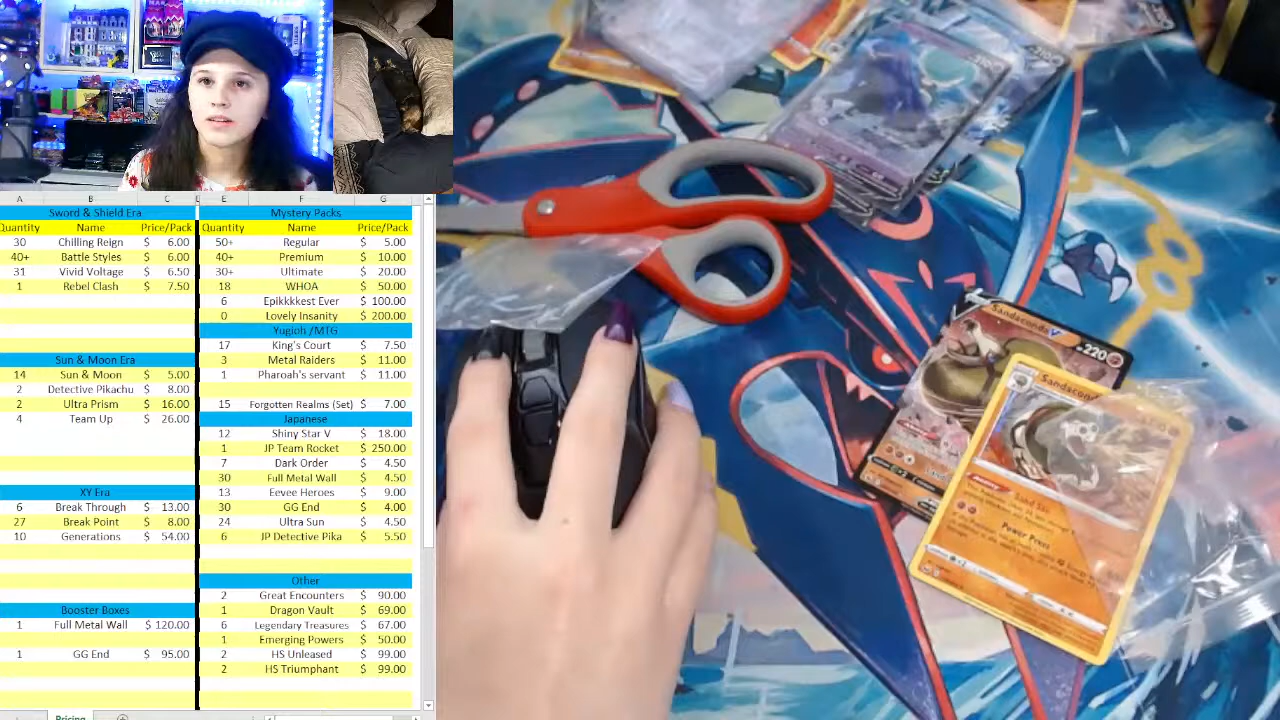 A B C E F G
Sword & Shield Era
Quantity Name Price/Pack
30 Chilling Reign $ 6.00
40+ Battle Styles $ 6.00
31 Vivid Voltage $ 6.50
1 Rebel Clash $ 7.50
Sun & Moon Era
14 Sun & Moon $ 5.00
2 Detective Pikachu $ 8.00
2 Ultra Prism $ 16.00
4 Team Up $ 26.00
XY Era
6 Break Through $ 13.00
27 Break Point $ 8.00
10 Generations $ 54.00
Booster Boxes
1 Full Metal Wall $ 120.00
1 GG End $ 95.00
Mystery Packs
Quantity Name Price/Pack
50+ Regular $ 5.00
40+ Premium $ 10.00
30+ Ultimate $ 20.00
18 WHOA $ 50.00
6 Epikkkkest Ever $ 100.00
0 Lovely Insanity $ 200.00
Yugioh /MTG
17 King's Court $ 7.50
3 Metal Raiders $ 11.00
1 Pharoah's servant $ 11.00
15 Forgotten Realms (Set) $ 7.00
Japanese
12 Shiny Star V $ 18.00
1 JP Team Rocket $ 250.00
7 Dark Order $ 4.50
30 Full Metal Wall $ 4.50
13 Eevee Heroes $ 9.00
30 GG End $ 4.00
24 Ultra Sun $ 4.50
6 JP Detective Pika $ 5.50
Other
2 Great Encounters $ 90.00
1 Dragon Vault $ 69.00
6 Legendary Treasures $ 67.00
1 Emerging Powers $ 50.00
2 HS Unleased $ 99.00
2 HS Triumphant $ 99.00
Pricing
Sandaconda V 220
Sandacond
Sand Sac
Power Press